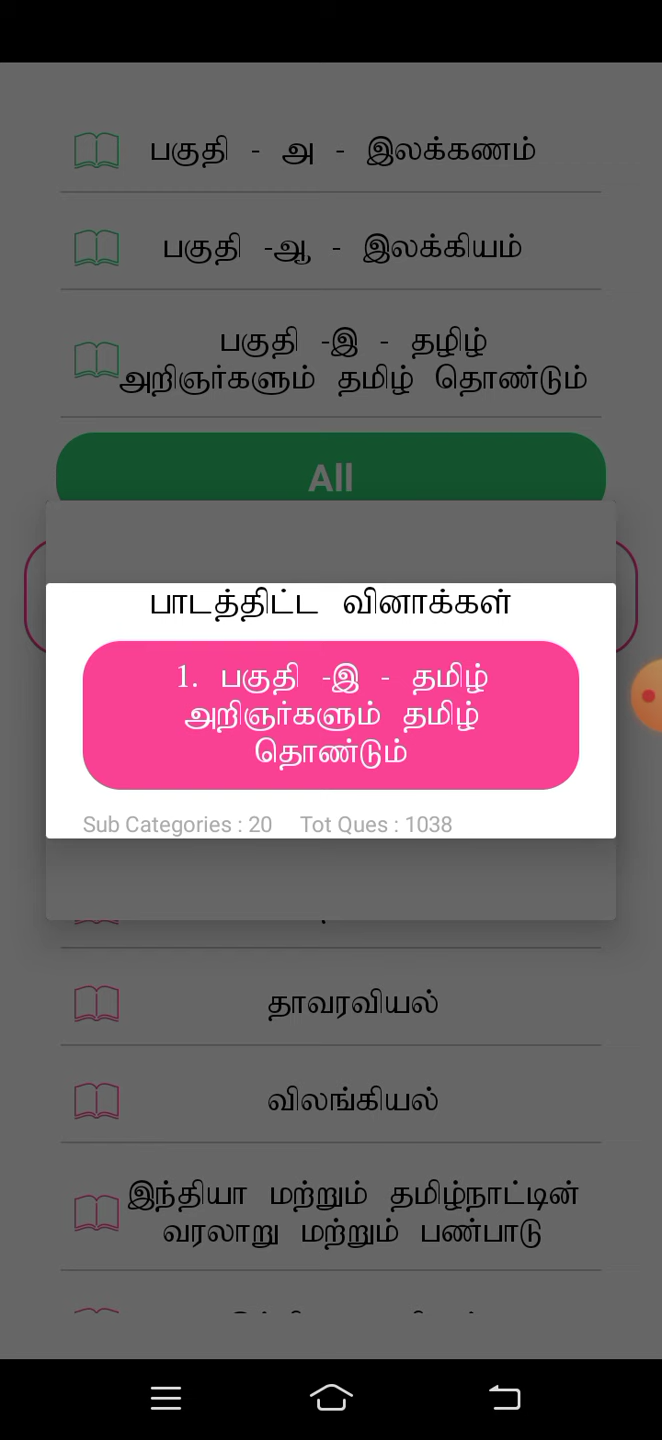 பகுதி - அ - இலக்கணம்
பகுதி -ஆ - இலக்கியம்
பகுதி -இ - தழிழ்
அறிஞர்களும் தமிழ் தொண்டும்
All
பாடத்திட்ட வினாக்கள்
1. பகுதி -இ - தமிழ்
அறிஞர்களும் தமிழ்
தொண்டும்
Sub Categories : 20 Tot Ques : 1038
தாவரவியல்
விலங்கியல்
இந்தியா மற்றும் தமிழ்நாட்டின்
வரலாறு மற்றும் பண்பாடு